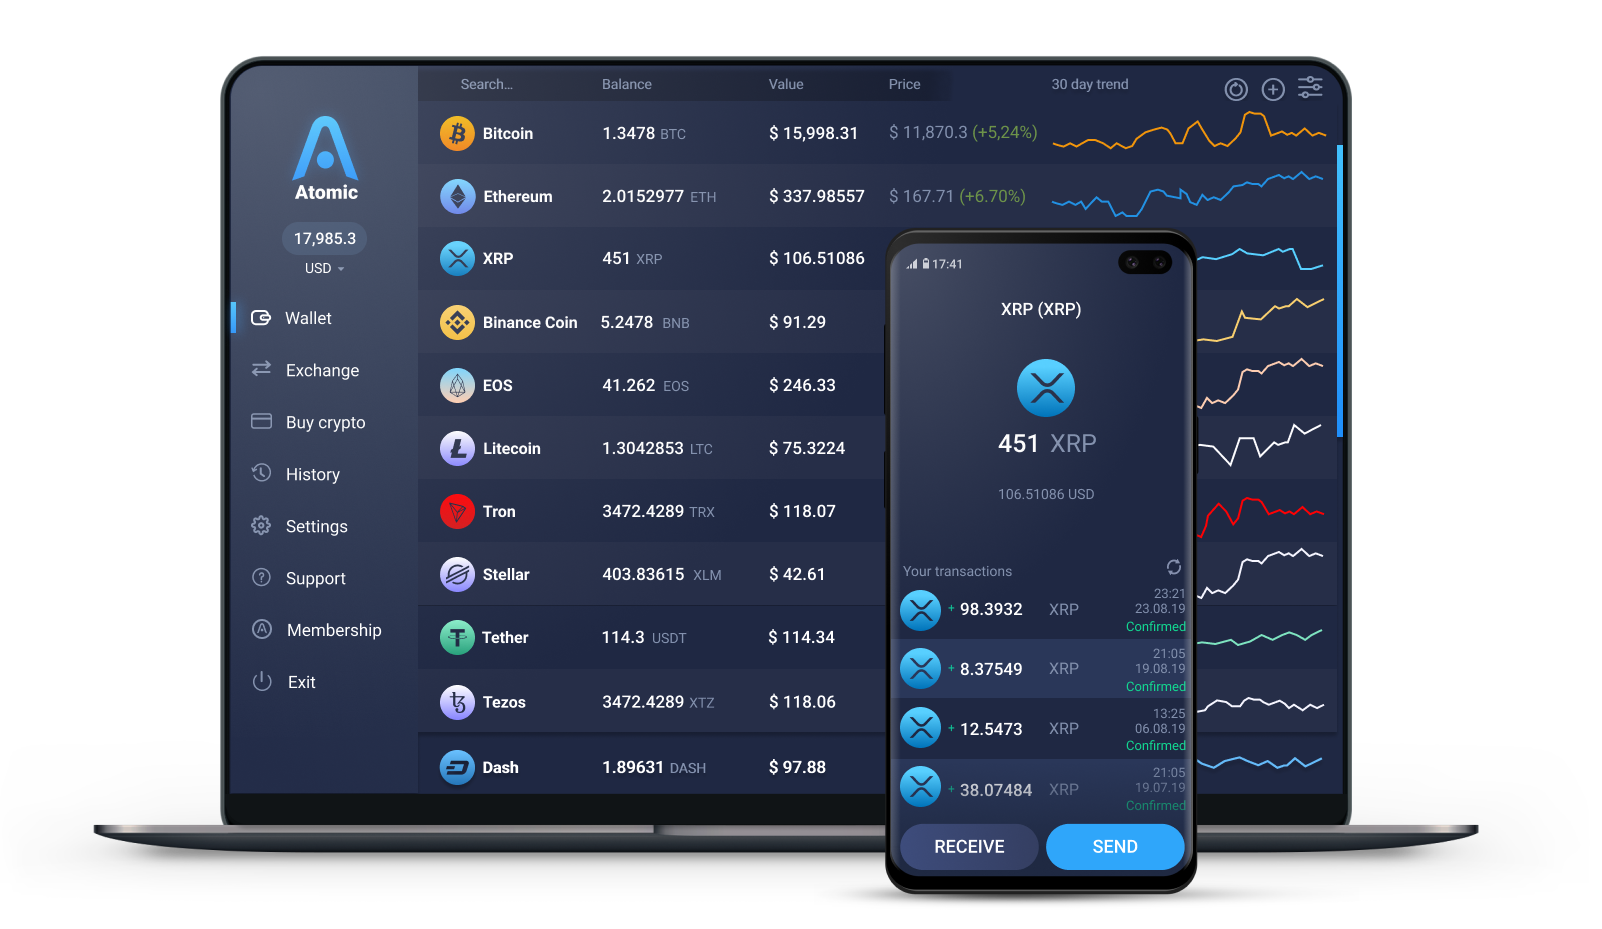 Atomic
17,985.3
USD
Wallet
Exchange
Buy crypto
History
Settings
Support
Membership
Exit
Search... Balance Value Price 30 day trend
Bitcoin 1.3478 BTC $ 15,998.31 $ 11,870.3 (+5,24%)
Ethereum 2.0152977 ETH $ 337.98557 $ 167.71 (+6.70%)
XRP 451 XRP $ 106.51086
Binance Coin 5.2478 BNB $ 91.29
EOS 41.262 EOS $ 246.33
Litecoin 1.3042853 LTC $ 75.3224
Tron 3472.4289 TRX $ 118.07
Stellar 403.83615 XLM $ 42.61
Tether 114.3 USDT $ 114.34
Tezos 3472.4289 XTZ $ 118.06
Dash 1.89631 DASH $ 97.88
17:41
XRP (XRP)
451 XRP
106.51086 USD
Your transactions
23:21
+ 98.3932 XRP 23.08.19
Confirmed
21:05
+ 8.37549 XRP 19.08.19
Confirmed
13:25
+ 12.5473 XRP 06.08.19
Confirmed
21:05
+ 38.07484 XRP 19.07.19
Confirmed
RECEIVE SEND